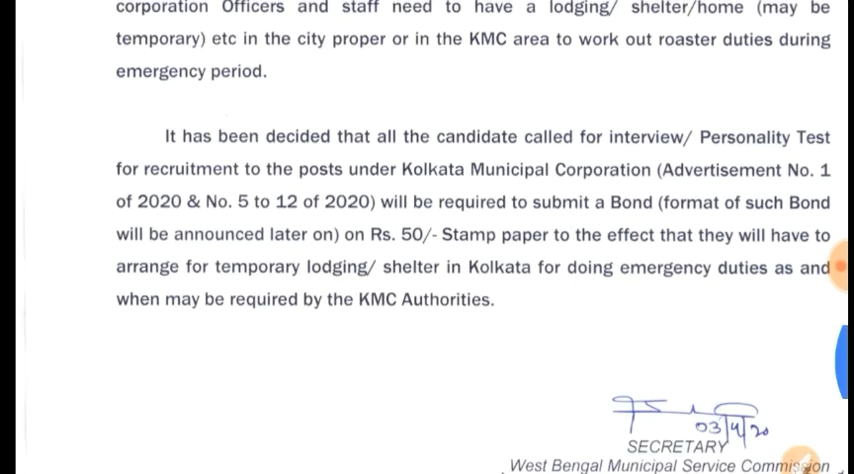 corporation Officers and staff need to have a lodging/ shelter/home (may be
temporary) etc in the city proper or in the KMC area to work out roaster duties during
emergency period.
It has been decided that all the candidate called for interview/ Personality Test
for recruitment to the posts under Kolkata Municipal Corporation (Advertisement No. 1
of 2020 & No. 5 to 12 of 2020) will be required to submit a Bond (format of such Bond
will be announced later on) on Rs. 50/- Stamp paper to the effect that they will have to
arrange for temporary lodging/ shelter in Kolkata for doing emergency duties as and
when may be required by the KMC Authorities.
03/4/20
SECRETARY
West Bengal Municipal Service Commission